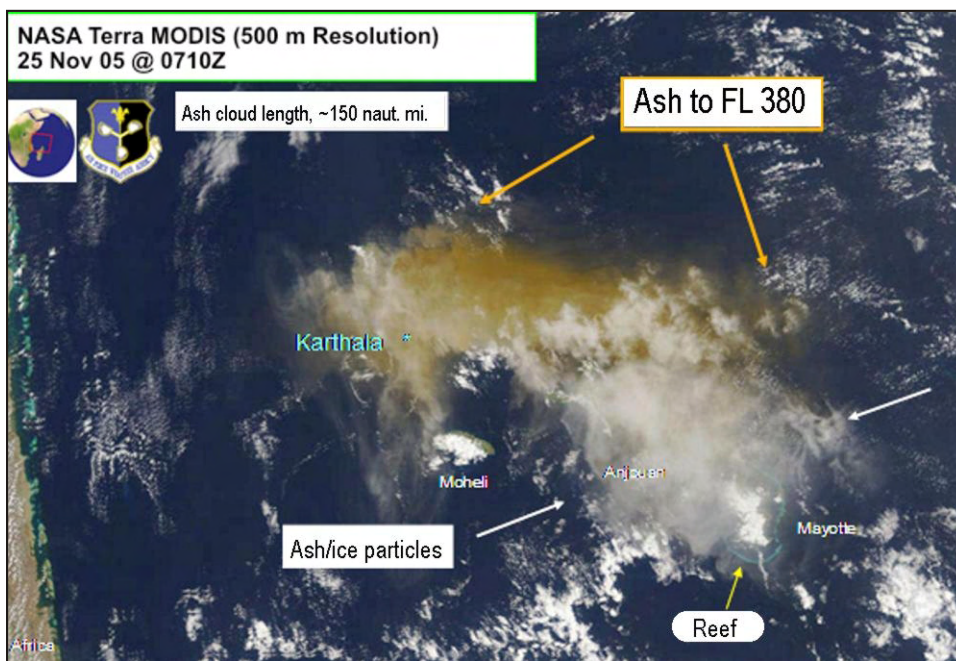 NASA Terra MODIS (500 m Resolution)
25 Nov 05 @ 0710Z
Ash cloud length, ~150 naut. mi.
Ash to FL 380
Karthala *
Moheli
Anjouan
Mayotte
Ash/ice particles
Reef
Africa